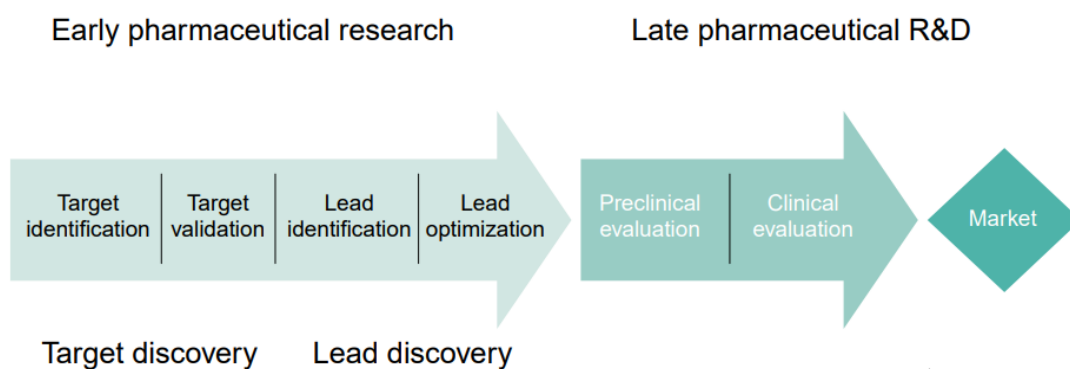 Early pharmaceutical research
Late pharmaceutical R&D
Target
identification
Target
validation
Lead
identification
Lead
optimization
Preclinical
evaluation
Clinical
evaluation
Market
Target discovery
Lead discovery